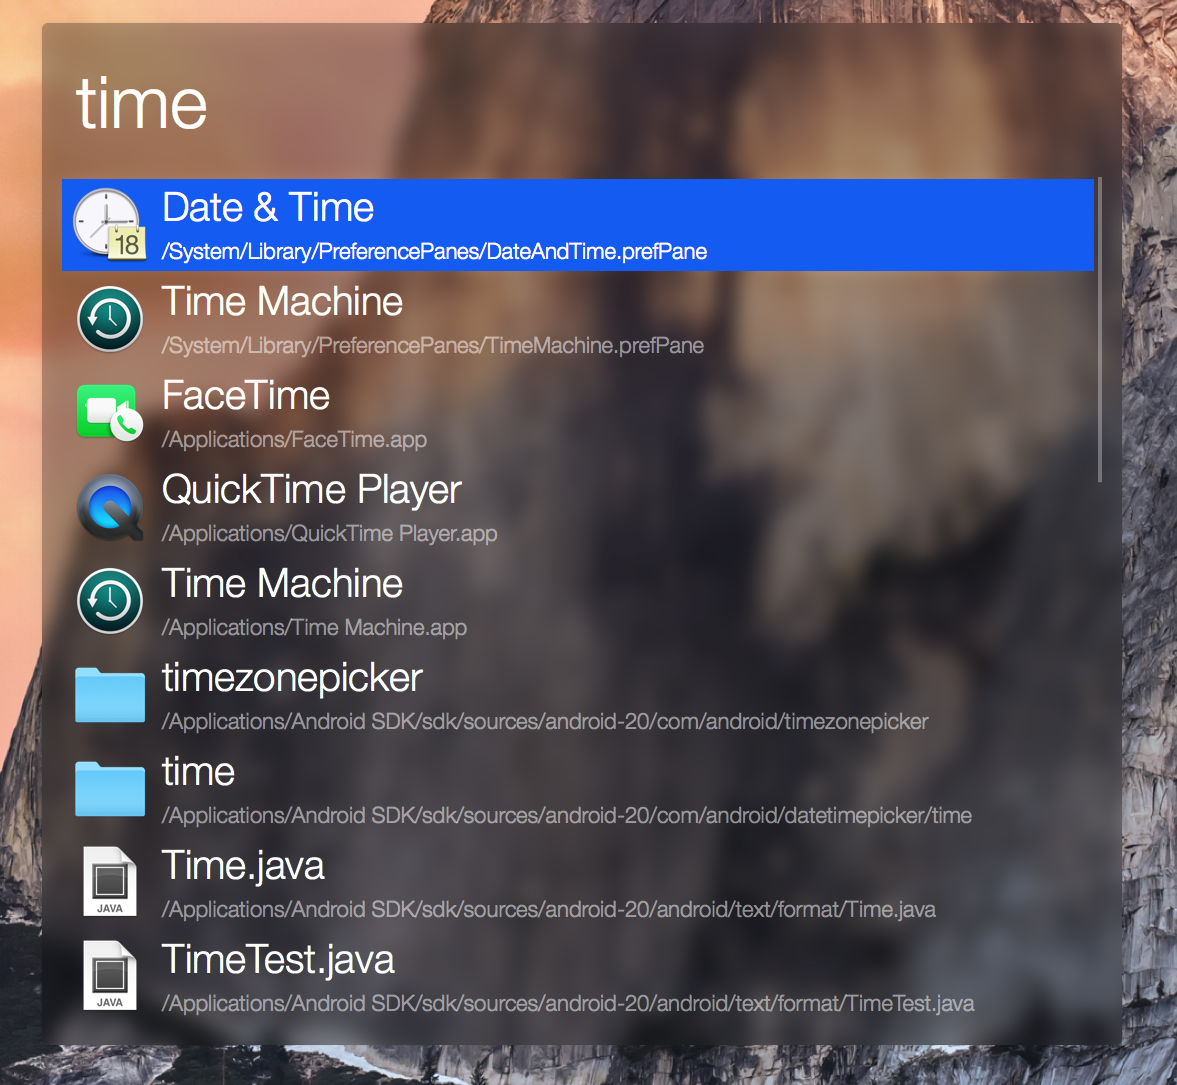 time
Date & Time
18
/System/Library/PreferencePanes/DateAndTime.prefPane
Time Machine
/System/Library/PreferencePanes/TimeMachine.prefPane
FaceTime
/Applications/FaceTime.app
QuickTime Player
/Applications/QuickTime Player.app
Time Machine
/Applications/Time Machine.app
timezonepicker
/Applications/Android SDK/sdk/sources/android-20/com/android/timezonepicker
time
/Applications/Android SDK/sdk/sources/android-20/com/android/datetimepicker/time
Time.java
JAVA
/Applications/Android SDK/sdk/sources/android-20/android/text/format/Time.java
TimeTest.java
JAVA
/Applications/Android SDK/sdk/sources/android-20/android/text/format/TimeTest.java